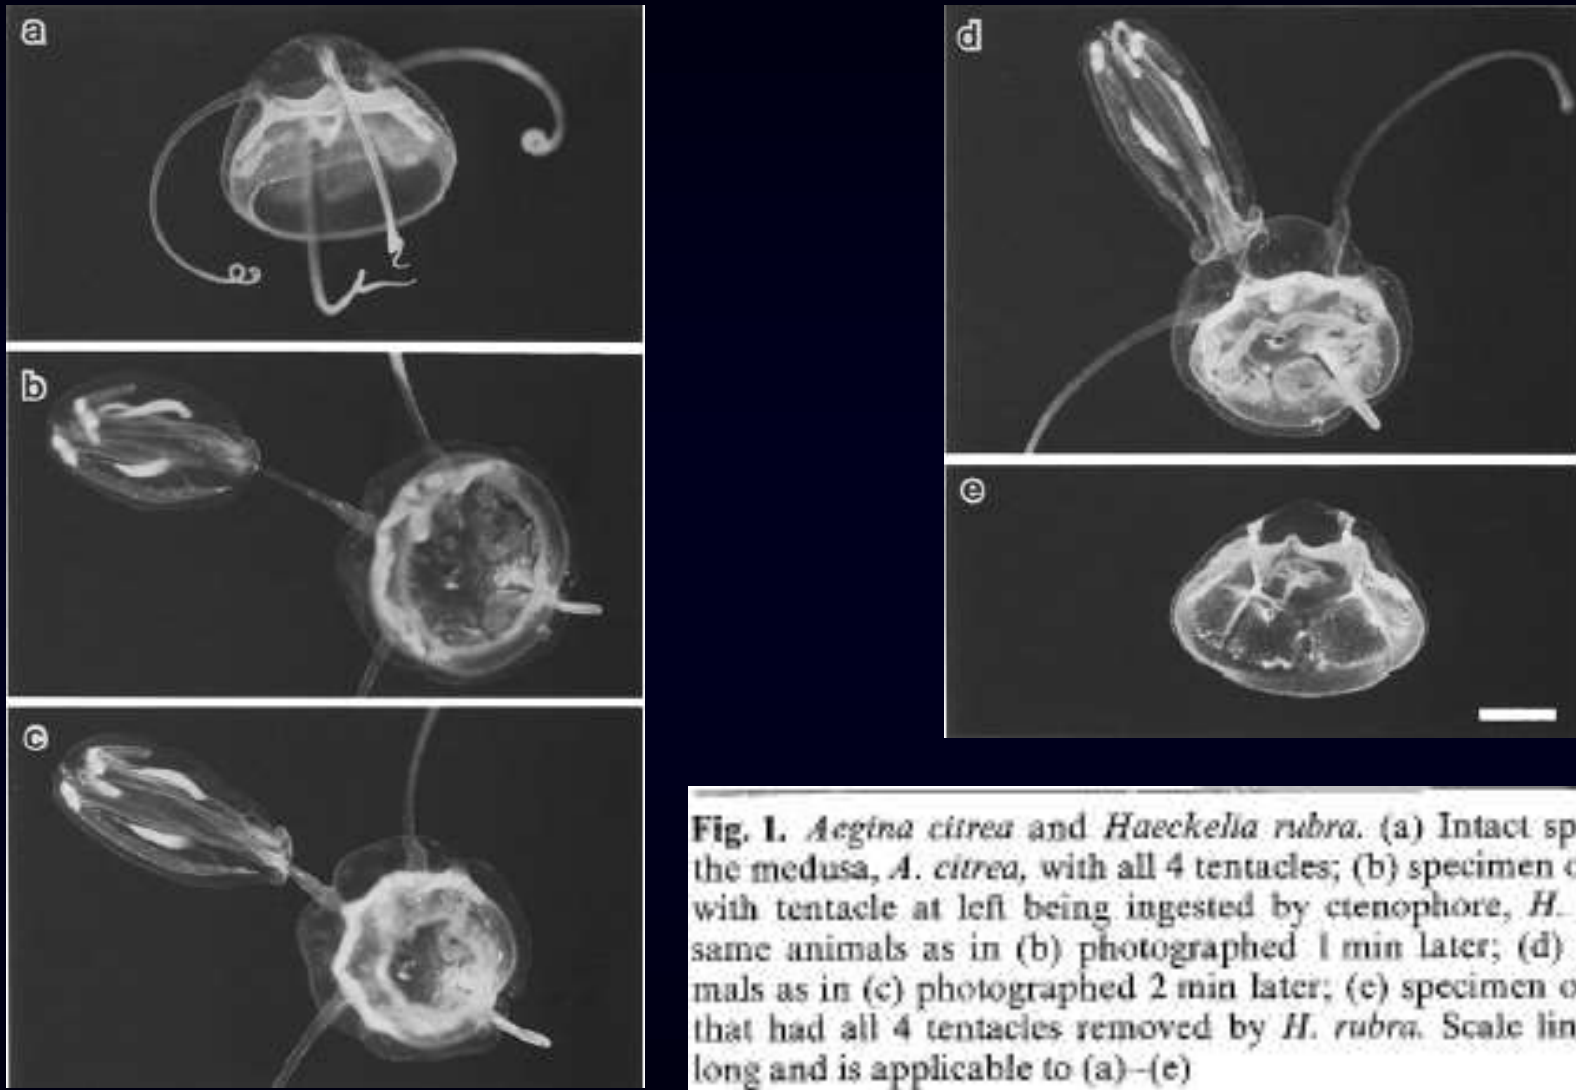 a
b
c
d
e
Fig. 1. Aegina citrea and Haeckelia rubra. (a) Intact sp
the medusa, A. citrea, with all 4 tentacles; (b) specimen o
with tentacle at left being ingested by ctenophore, H.
same animals as in (b) photographed 1 min later; (d)
mals as in (c) photographed 2 min later; (e) specimen o
that had all 4 tentacles removed by H. rubra. Scale lin
long and is applicable to (a)–(e)